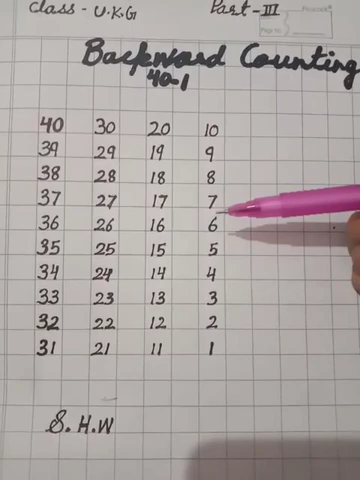 Class - U.K.G Part - III
Page No.
Backward Counting
40-1
40 30 20 10
39 29 19 9
38 28 18 8
37 27 17 7
36 26 16 6
35 25 15 5
34 24 14 4
33 23 13 3
32 22 12 2
31 21 11 1
S. H.W